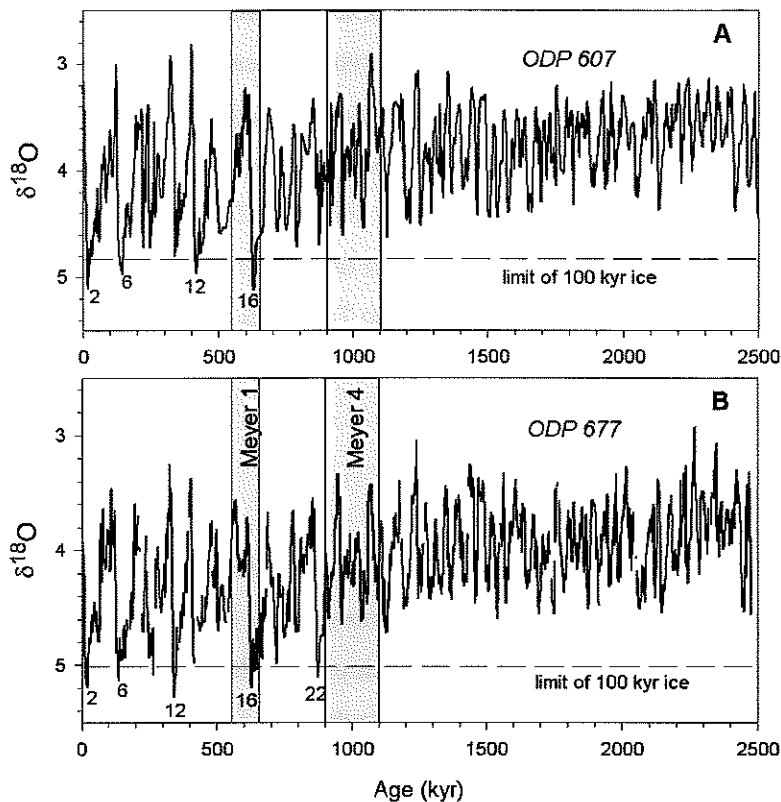 A
ODP 607
3
4
5
δ18O
limit of 100 kyr ice
2
6
12
16
0 500 1000 1500 2000 2500
B
ODP 677
Meyer 1
Meyer 4
3
4
5
δ18O
limit of 100 kyr ice
2
6
12
16
22
0 500 1000 1500 2000 2500
Age (kyr)